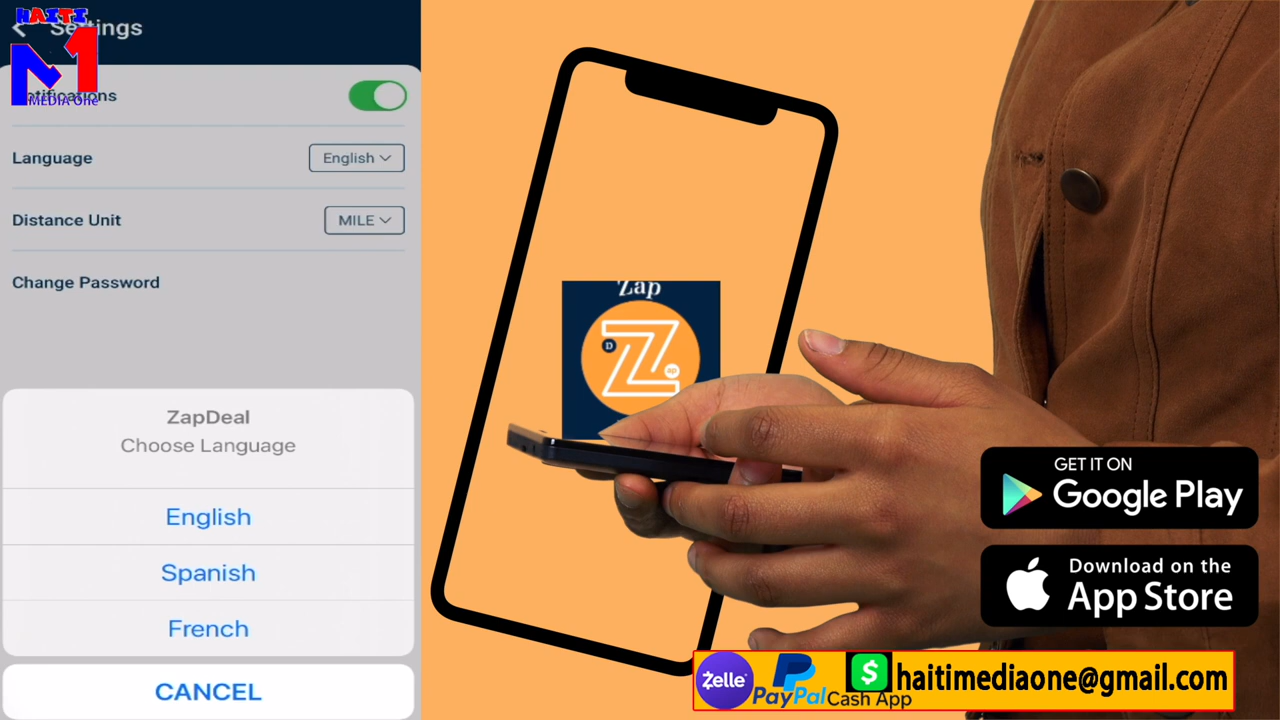 HAITI
Settings
M1
MEDIA One
Notifications
Language
English
Distance Unit
MILE
Change Password
ZapDeal
Choose Language
English
Spanish
French
CANCEL
Zap
D
Z
zap
GET IT ON
Google Play
Download on the
App Store
Zelle
PayPal
$
Cash App
haitimediaone@gmail.com